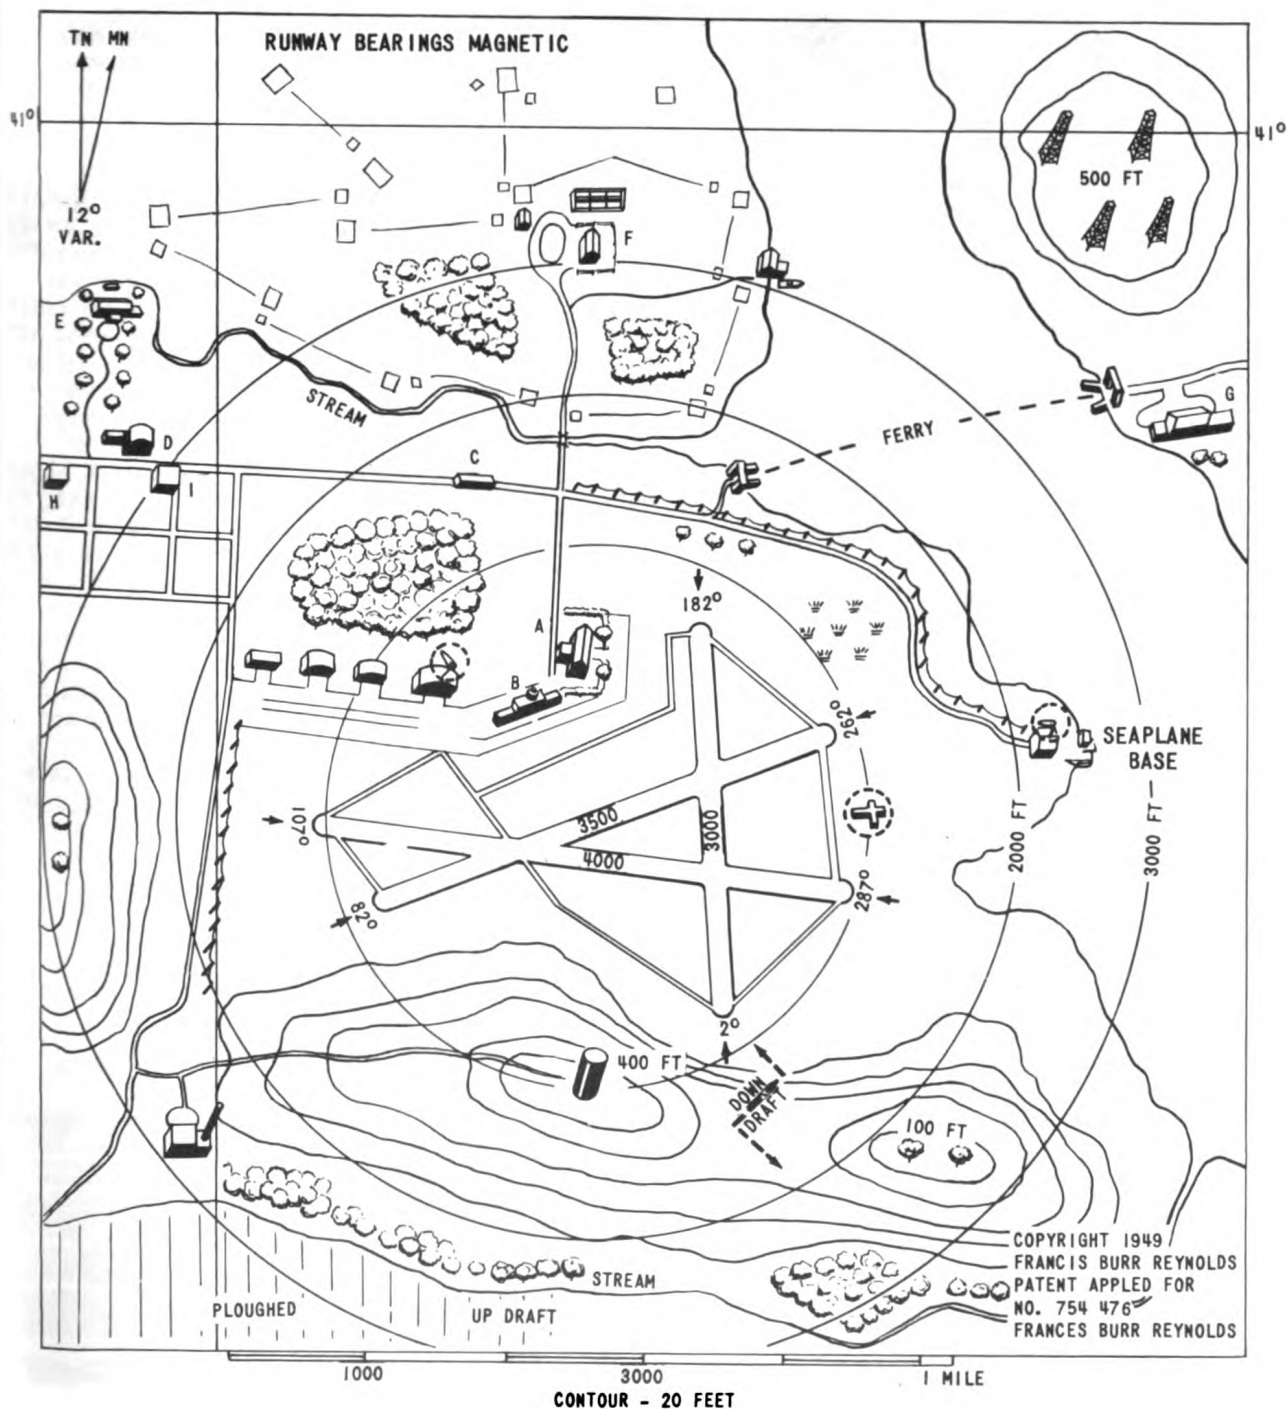 TN MN
RUNWAY BEARINGS MAGNETIC
41°
41°
12°
VAR.
500 FT
F
E
G
STREAM
FERRY
D
C
H
I
182°
A
B
262°
SEAPLANE
BASE
107°
3500
3000
4000
2000 FT
3000 FT
287°
82°
2°
400 FT
DOWN
DRAFT
100 FT
COPYRIGHT 1949
FRANCIS BURR REYNOLDS
PATENT APPLED FOR
NO. 754 476
FRANCES BURR REYNOLDS
STREAM
PLOUGHED
UP DRAFT
1000
3000
1 MILE
CONTOUR - 20 FEET